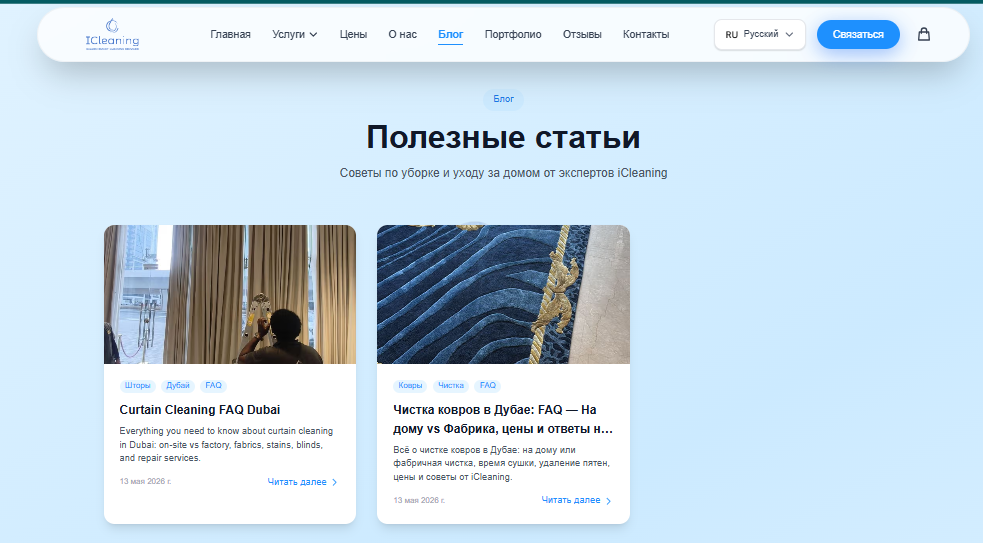 ICleaning
Главная
Услуги
Цены
О нас
Блог
Портфолио
Отзывы
Контакты
RU Русский
Связаться
Блог
Полезные статьи
Советы по уборке и уходу за домом от экспертов iCleaning
Шторы Дубай FAQ
Curtain Cleaning FAQ Dubai
Everything you need to know about curtain cleaning
in Dubai: on-site vs factory, fabrics, stains, blinds,
and repair services.
13 мая 2026 г.
Читать далее
Ковры Чистка FAQ
Чистка ковров в Дубае: FAQ — На
дому vs Фабрика, цены и ответы н...
Всё о чистке ковров в Дубае: на дому или
фабричная чистка, время сушки, удаление пятен,
цены и советы от iCleaning.
13 мая 2026 г.
Читать далее